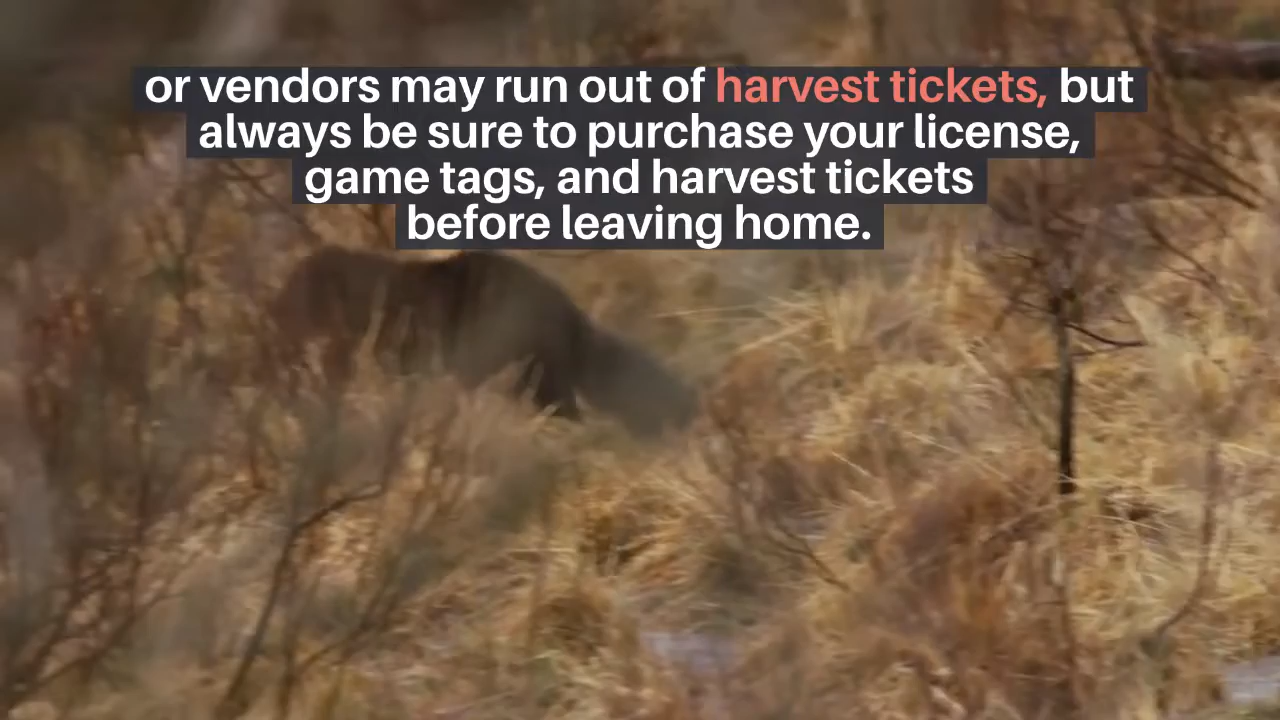 or vendors may run out of harvest tickets, but
always be sure to purchase your license,
game tags, and harvest tickets
before leaving home.